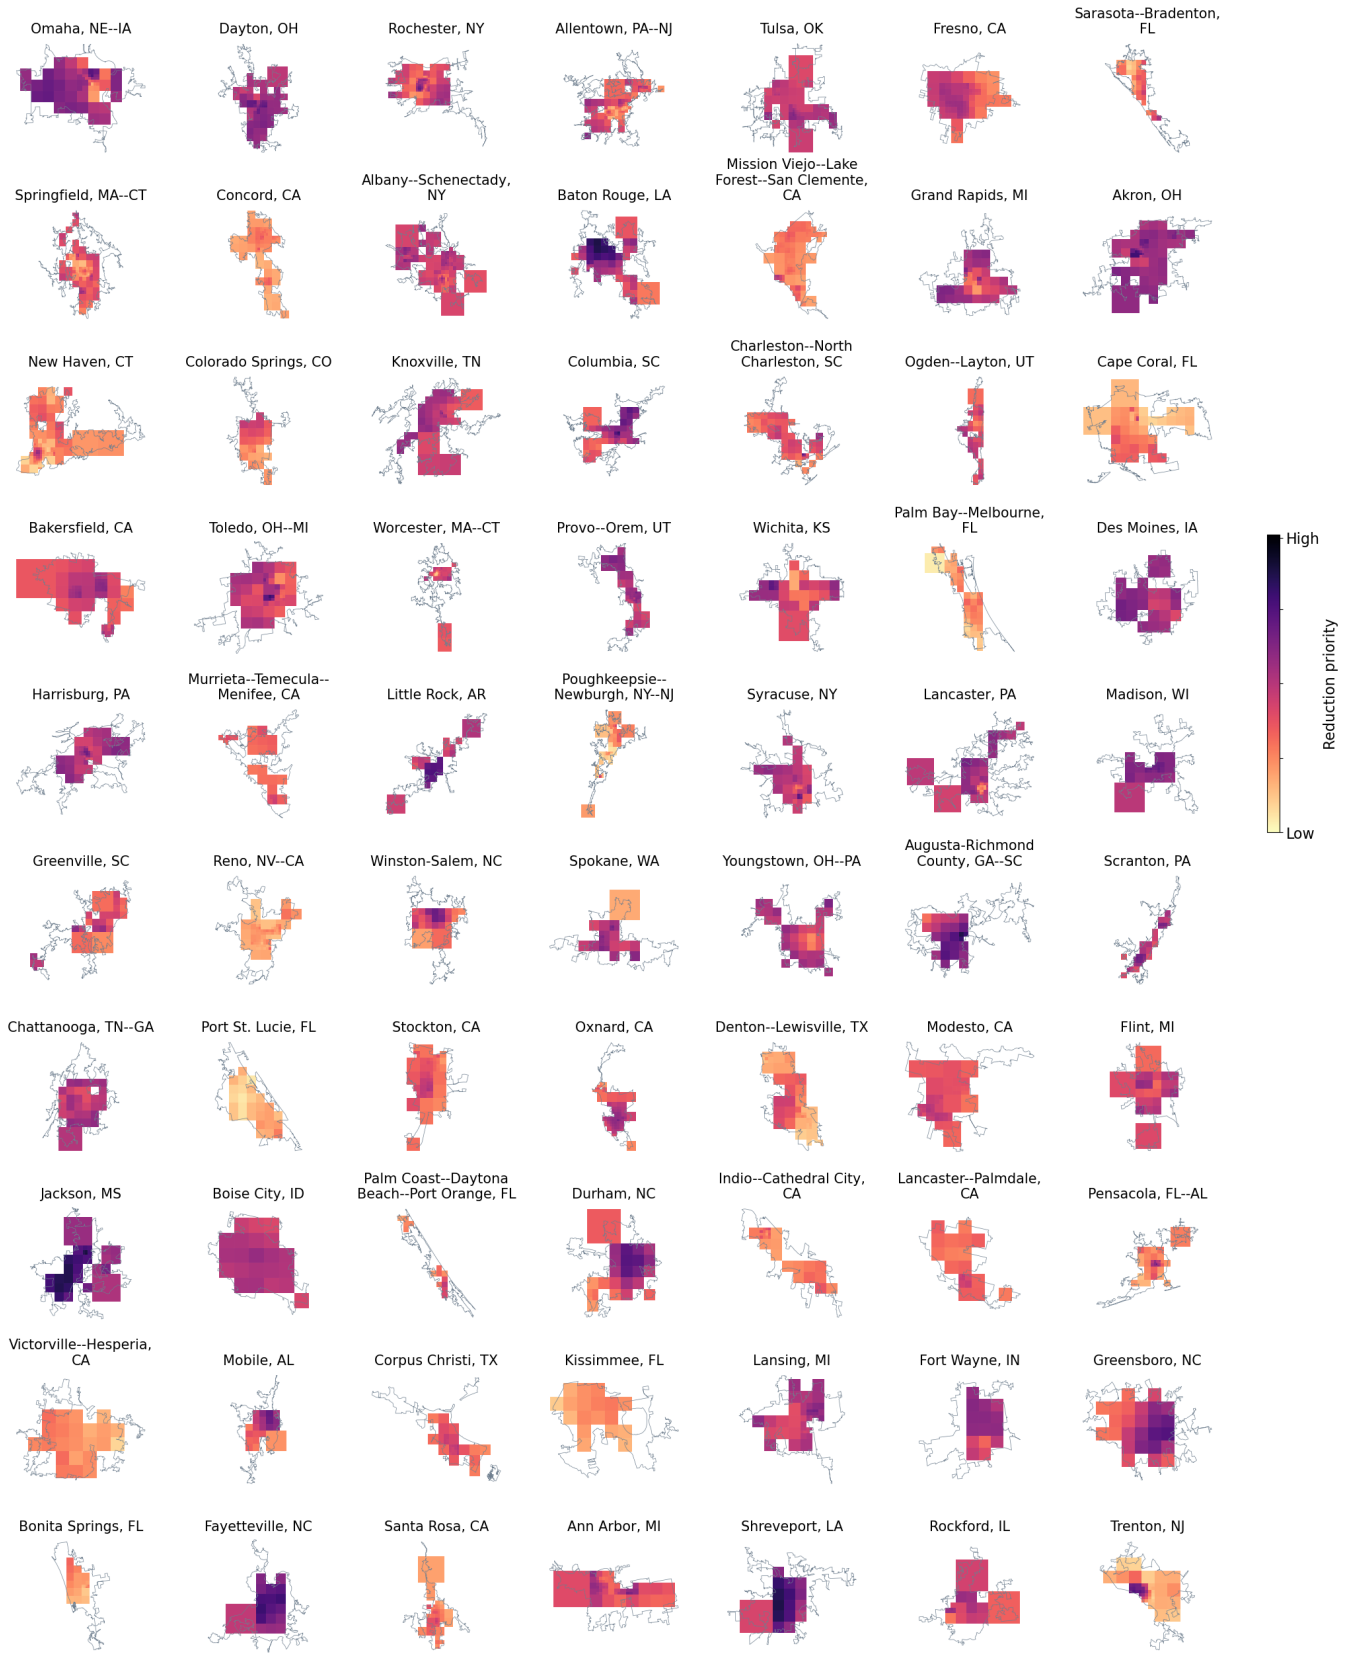 Omaha, NE--IA
Dayton, OH
Rochester, NY
Allentown, PA--NJ
Tulsa, OK
Fresno, CA
Sarasota--Bradenton,
FL
Springfield, MA--CT
Concord, CA
Albany--Schenectady,
NY
Baton Rouge, LA
Mission Viejo--Lake
Forest--San Clemente,
CA
Grand Rapids, MI
Akron, OH
New Haven, CT
Colorado Springs, CO
Knoxville, TN
Columbia, SC
Charleston--North
Charleston, SC
Ogden--Layton, UT
Cape Coral, FL
Bakersfield, CA
Toledo, OH--MI
Worcester, MA--CT
Provo--Orem, UT
Wichita, KS
Palm Bay--Melbourne,
FL
Des Moines, IA
Harrisburg, PA
Murrieta--Temecula--
Menifee, CA
Little Rock, AR
Poughkeepsie--
Newburgh, NY--NJ
Syracuse, NY
Lancaster, PA
Madison, WI
Greenville, SC
Reno, NV--CA
Winston-Salem, NC
Spokane, WA
Youngstown, OH--PA
Augusta-Richmond
County, GA--SC
Scranton, PA
Chattanooga, TN--GA
Port St. Lucie, FL
Stockton, CA
Oxnard, CA
Denton--Lewisville, TX
Modesto, CA
Flint, MI
Jackson, MS
Boise City, ID
Palm Coast--Daytona
Beach--Port Orange, FL
Durham, NC
Indio--Cathedral City,
CA
Lancaster--Palmdale,
CA
Pensacola, FL--AL
Victorville--Hesperia,
CA
Mobile, AL
Corpus Christi, TX
Kissimmee, FL
Lansing, MI
Fort Wayne, IN
Greensboro, NC
Bonita Springs, FL
Fayetteville, NC
Santa Rosa, CA
Ann Arbor, MI
Shreveport, LA
Rockford, IL
Trenton, NJ
High
Reduction priority
Low